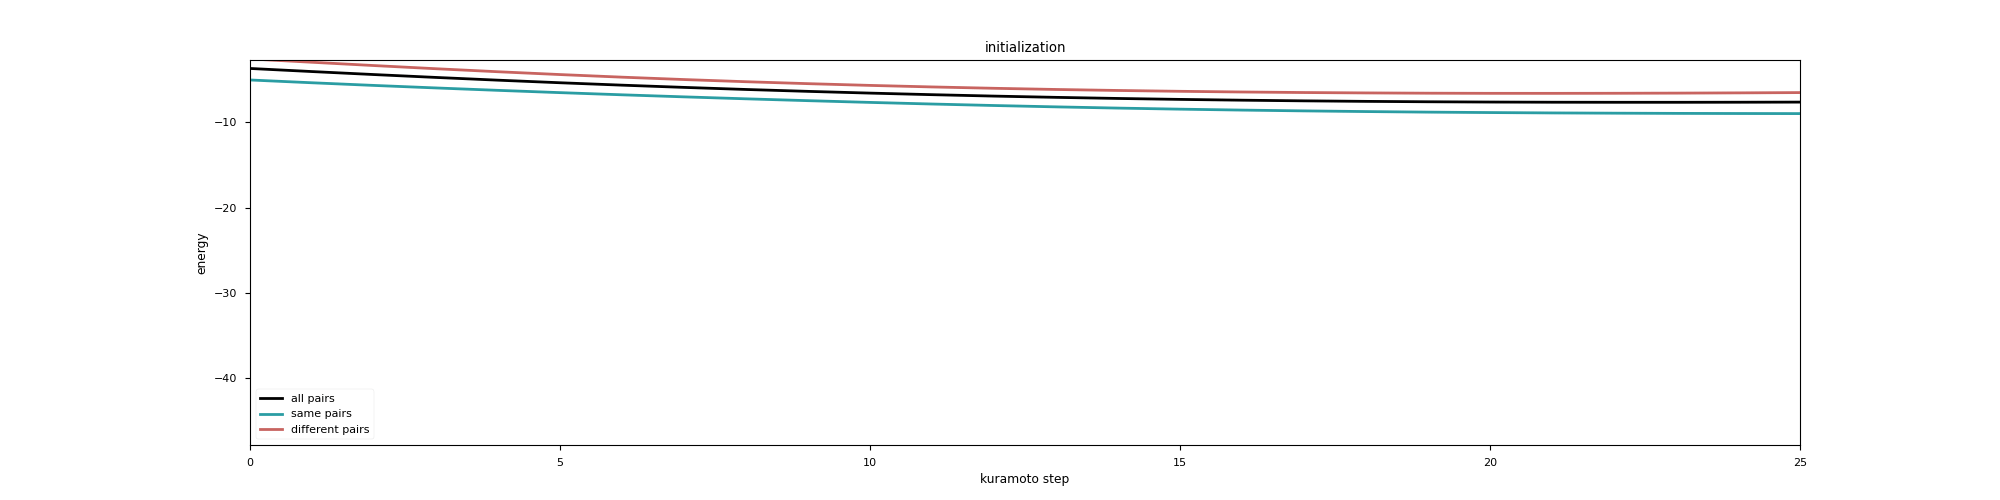 initialization
energy
−10
−20
−30
−40
all pairs
same pairs
different pairs
0 5 10 15 20 25
kuramoto step